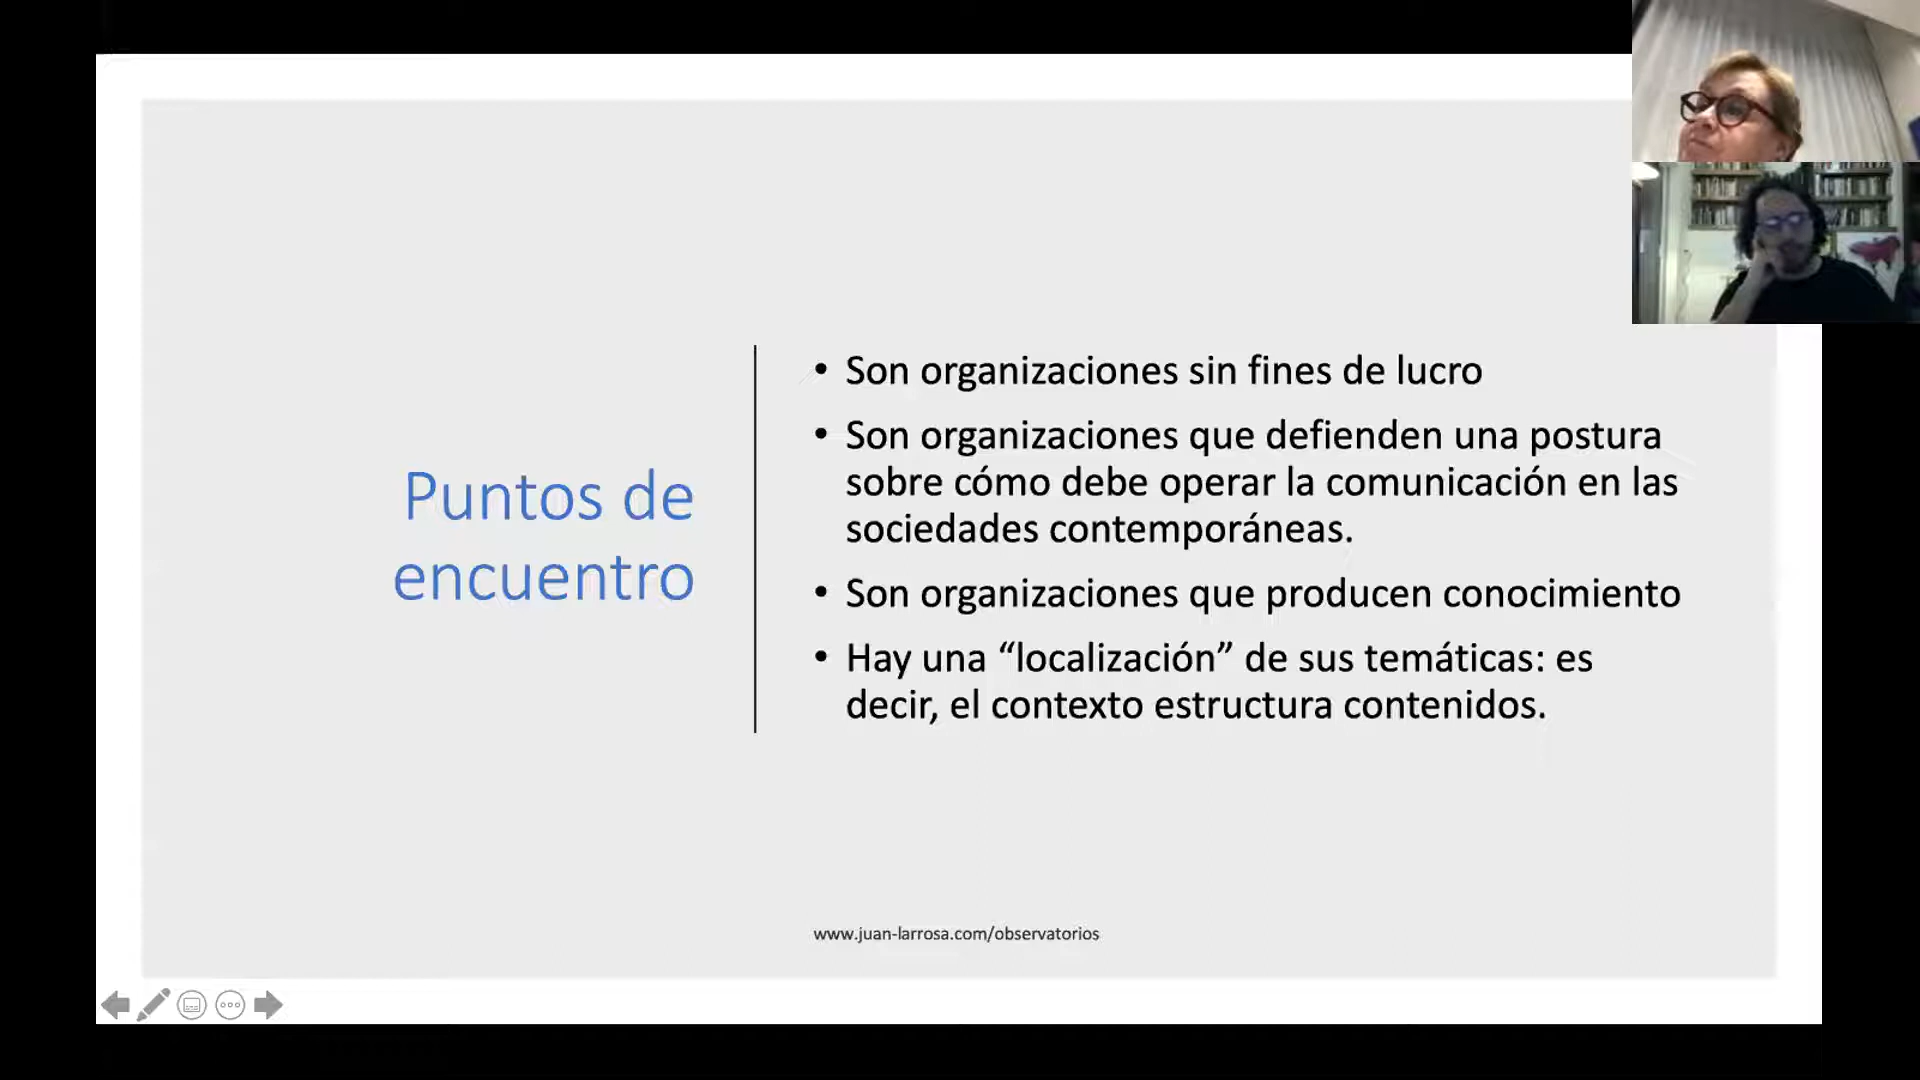 Puntos de
encuentro
• Son organizaciones sin fines de lucro
• Son organizaciones que defienden una postura
sobre cómo debe operar la comunicación en las
sociedades contemporáneas.
• Son organizaciones que producen conocimiento
• Hay una “localización” de sus temáticas: es
decir, el contexto estructura contenidos.
www.juan-larrosa.com/observatorios